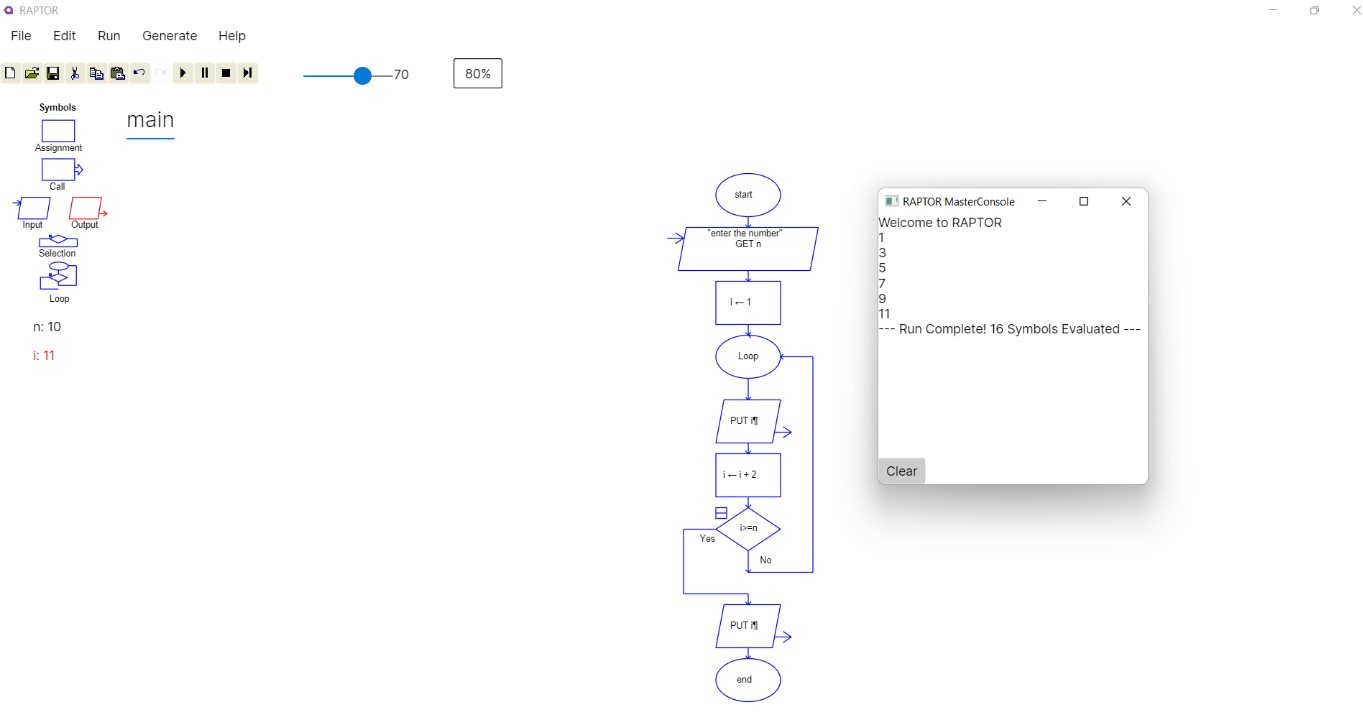 RAPTOR
File Edit Run Generate Help
70
80%
Symbols
Assignment
Call
Input Output
Selection
Loop
n: 10
i: 11
main
start
"enter the number"
GET n
i ← 1
Loop
PUT i¶
i ← i + 2
i>=n
Yes
No
PUT i¶
end
RAPTOR MasterConsole
Welcome to RAPTOR
1
3
5
7
9
11
--- Run Complete! 16 Symbols Evaluated ---
Clear